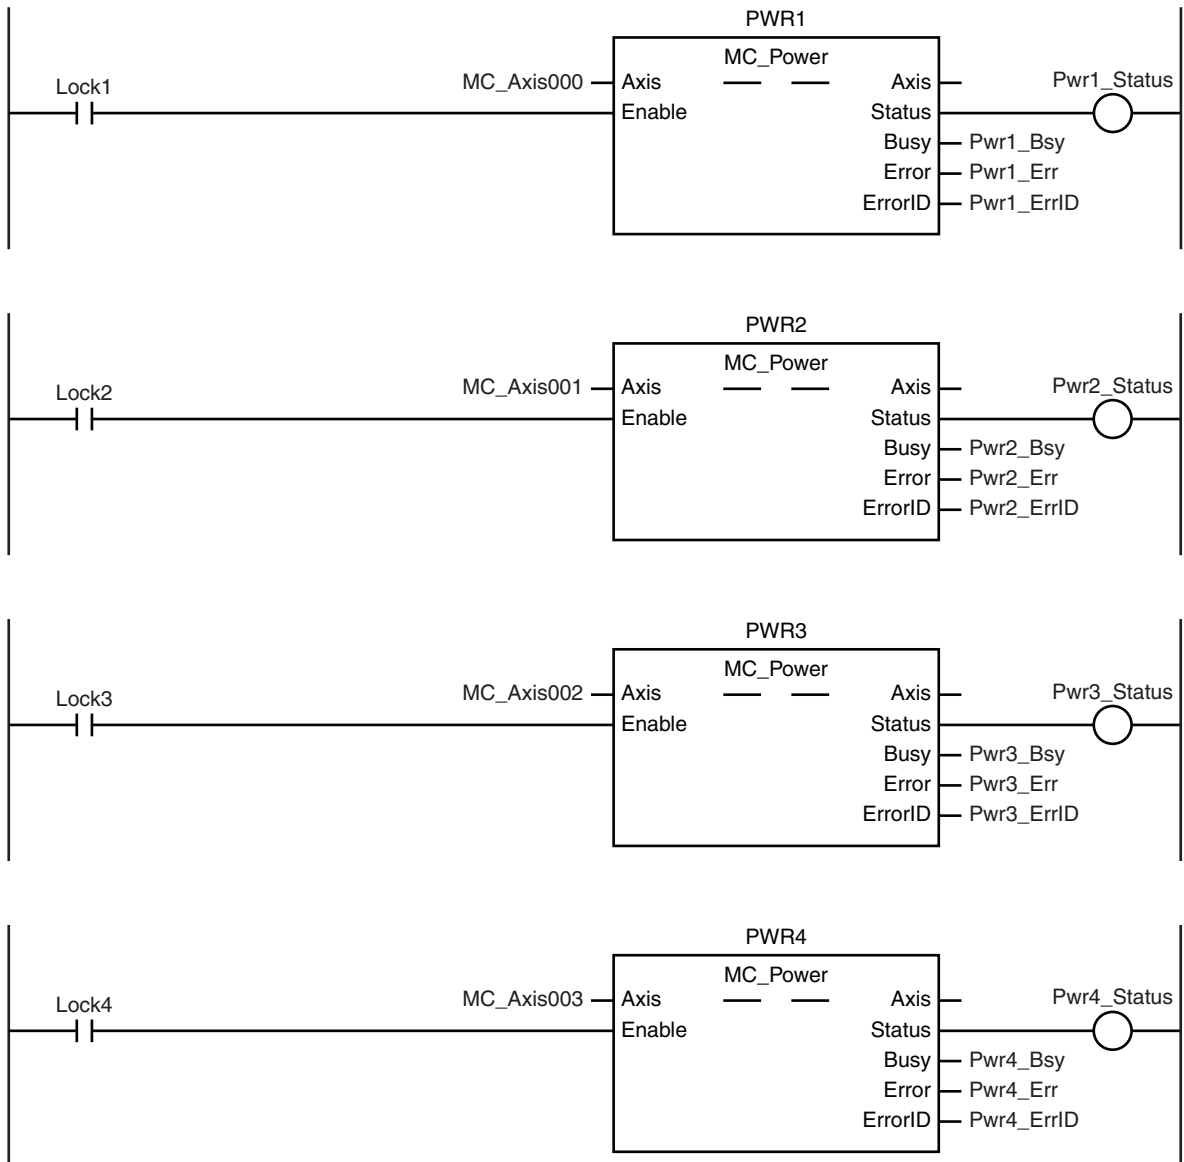 PWR1
MC_Power
Lock1
MC_Axis000
Axis
Axis
Pwr1_Status
Enable
Status
Busy
Pwr1_Bsy
Error
Pwr1_Err
ErrorID
Pwr1_ErrID
PWR2
MC_Power
Lock2
MC_Axis001
Axis
Axis
Pwr2_Status
Enable
Status
Busy
Pwr2_Bsy
Error
Pwr2_Err
ErrorID
Pwr2_ErrID
PWR3
MC_Power
Lock3
MC_Axis002
Axis
Axis
Pwr3_Status
Enable
Status
Busy
Pwr3_Bsy
Error
Pwr3_Err
ErrorID
Pwr3_ErrID
PWR4
MC_Power
Lock4
MC_Axis003
Axis
Axis
Pwr4_Status
Enable
Status
Busy
Pwr4_Bsy
Error
Pwr4_Err
ErrorID
Pwr4_ErrID